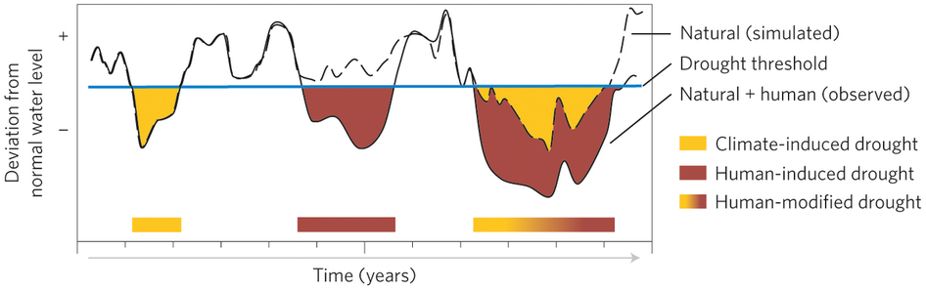 +
−
Deviation from
normal water level
Time (years)
Natural (simulated)
Drought threshold
Natural + human (observed)
Climate-induced drought
Human-induced drought
Human-modified drought